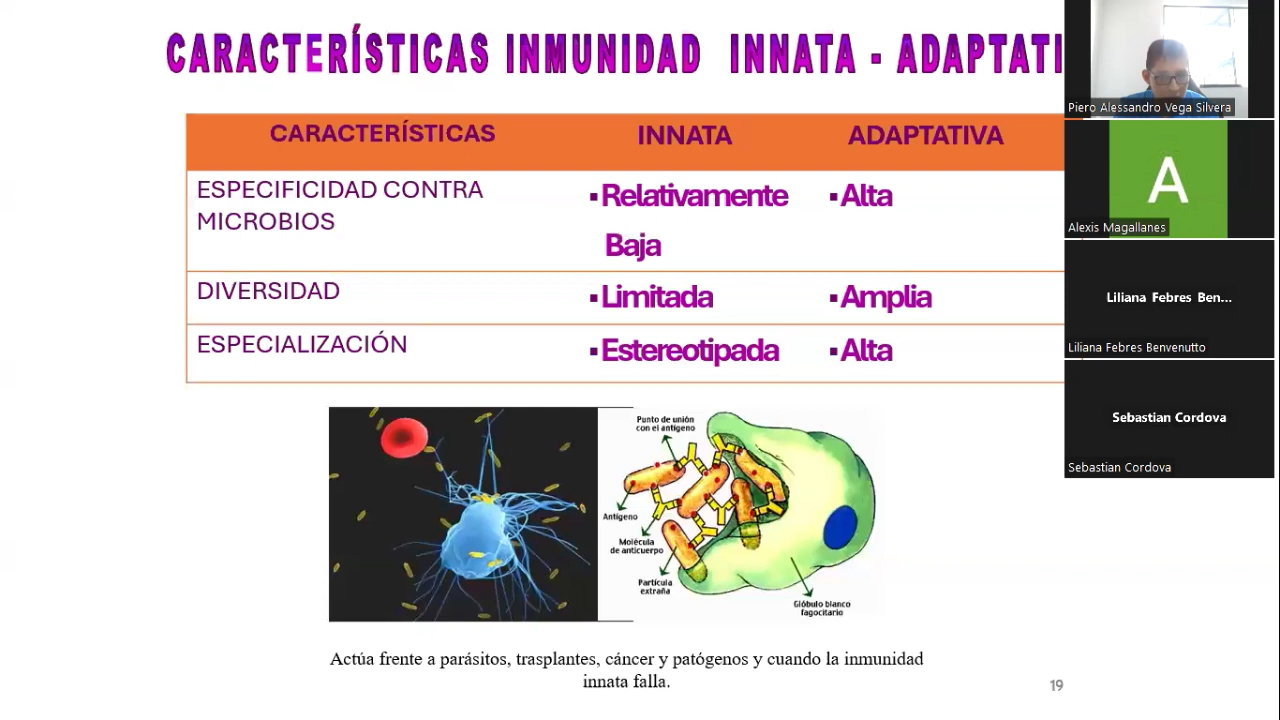 CARACTERÍSTICAS INMUNIDAD INNATA - ADAPTATI
CARACTERÍSTICAS INNATA ADAPTATIVA
ESPECIFICIDAD CONTRA
MICROBIOS
▪Relativamente
Baja
▪Alta
DIVERSIDAD ▪Limitada ▪Amplia
ESPECIALIZACIÓN ▪Estereotipada ▪Alta
Punto de unión
con el antígeno
Antígeno
Molécula
de anticuerpo
Partícula
extraña
Glóbulo blanco
fagocitario
Actúa frente a parásitos, trasplantes, cáncer y patógenos y cuando la inmunidad
innata falla.
19
Piero Alessandro Vega Silvera
A
Alexis Magallanes
Liliana Febres Ben...
Liliana Febres Benvenutto
Sebastian Cordova
Sebastian Cordova